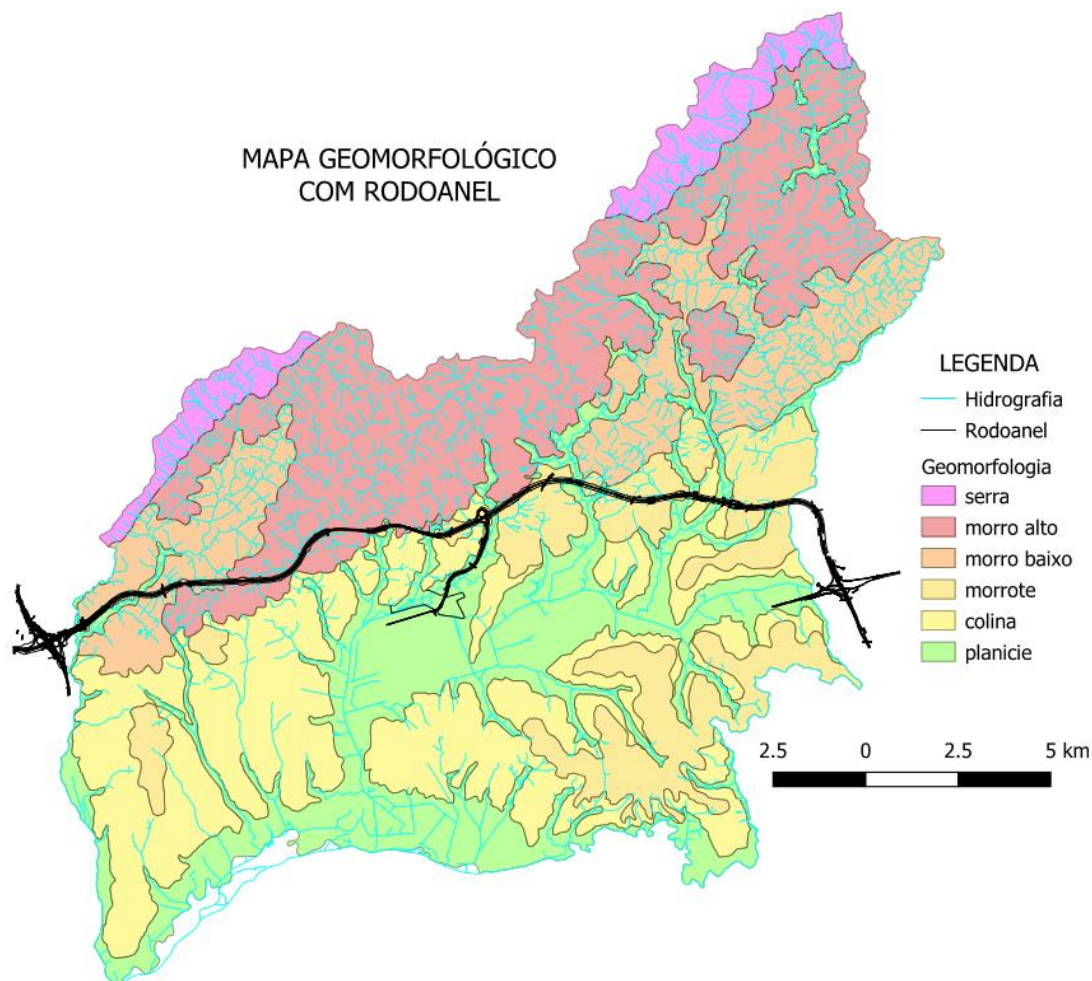 MAPA GEOMORFOLÓGICO
COM RODOANEL
LEGENDA
Hidrografia
Rodoanel
Geomorfologia
serra
morro alto
morro baixo
morrote
colina
planicie
2.5 0 2.5 5 km